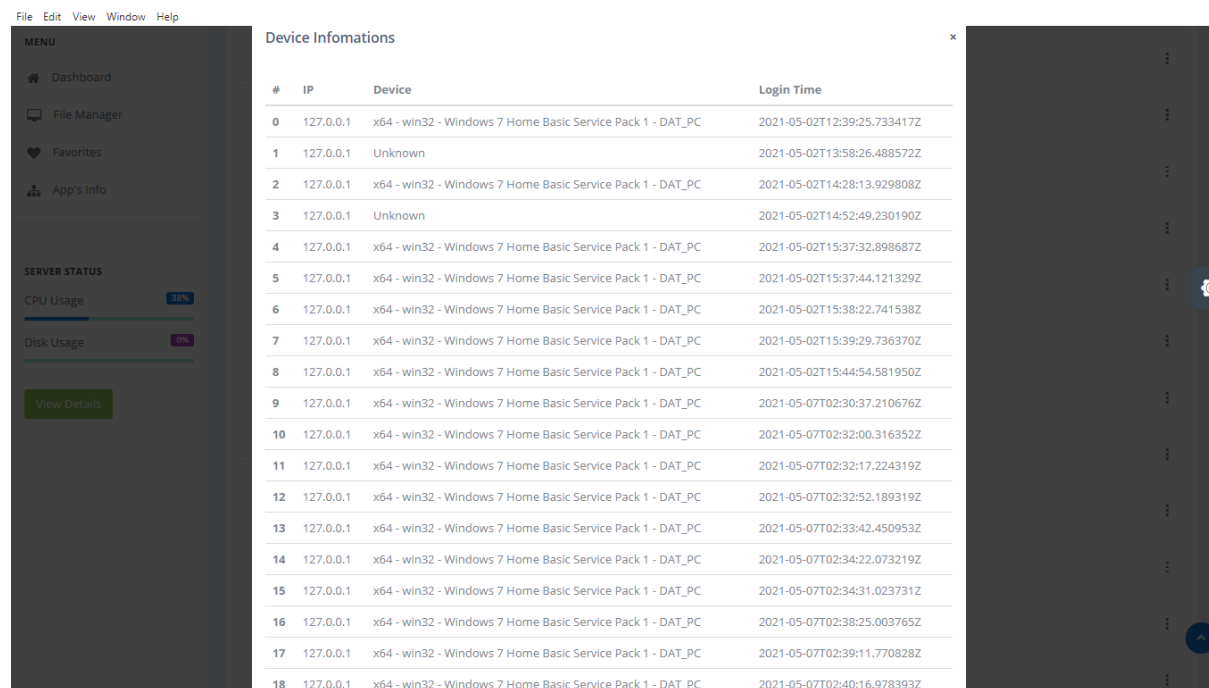 File Edit View Window Help
MENU
Dashboard
File Manager
Favorites
App's Info
SERVER STATUS
CPU Usage 38%
Disk Usage 0%
View Details
Device Infomations ×
# IP Device Login Time
0 127.0.0.1 x64 - win32 - Windows 7 Home Basic Service Pack 1 - DAT_PC 2021-05-02T12:39:25.733417Z
1 127.0.0.1 Unknown 2021-05-02T13:58:26.488572Z
2 127.0.0.1 x64 - win32 - Windows 7 Home Basic Service Pack 1 - DAT_PC 2021-05-02T14:28:13.929808Z
3 127.0.0.1 Unknown 2021-05-02T14:52:49.230190Z
4 127.0.0.1 x64 - win32 - Windows 7 Home Basic Service Pack 1 - DAT_PC 2021-05-02T15:37:32.898687Z
5 127.0.0.1 x64 - win32 - Windows 7 Home Basic Service Pack 1 - DAT_PC 2021-05-02T15:37:44.121329Z
6 127.0.0.1 x64 - win32 - Windows 7 Home Basic Service Pack 1 - DAT_PC 2021-05-02T15:38:22.741538Z
7 127.0.0.1 x64 - win32 - Windows 7 Home Basic Service Pack 1 - DAT_PC 2021-05-02T15:39:29.736370Z
8 127.0.0.1 x64 - win32 - Windows 7 Home Basic Service Pack 1 - DAT_PC 2021-05-02T15:44:54.581950Z
9 127.0.0.1 x64 - win32 - Windows 7 Home Basic Service Pack 1 - DAT_PC 2021-05-07T02:30:37.210676Z
10 127.0.0.1 x64 - win32 - Windows 7 Home Basic Service Pack 1 - DAT_PC 2021-05-07T02:32:00.316352Z
11 127.0.0.1 x64 - win32 - Windows 7 Home Basic Service Pack 1 - DAT_PC 2021-05-07T02:32:17.224319Z
12 127.0.0.1 x64 - win32 - Windows 7 Home Basic Service Pack 1 - DAT_PC 2021-05-07T02:32:52.189319Z
13 127.0.0.1 x64 - win32 - Windows 7 Home Basic Service Pack 1 - DAT_PC 2021-05-07T02:33:42.450953Z
14 127.0.0.1 x64 - win32 - Windows 7 Home Basic Service Pack 1 - DAT_PC 2021-05-07T02:34:22.073219Z
15 127.0.0.1 x64 - win32 - Windows 7 Home Basic Service Pack 1 - DAT_PC 2021-05-07T02:34:31.023731Z
16 127.0.0.1 x64 - win32 - Windows 7 Home Basic Service Pack 1 - DAT_PC 2021-05-07T02:38:25.003765Z
17 127.0.0.1 x64 - win32 - Windows 7 Home Basic Service Pack 1 - DAT_PC 2021-05-07T02:39:11.770828Z
18 127.0.0.1 x64 - win32 - Windows 7 Home Basic Service Pack 1 - DAT_PC 2021-05-07T02:40:16.978393Z